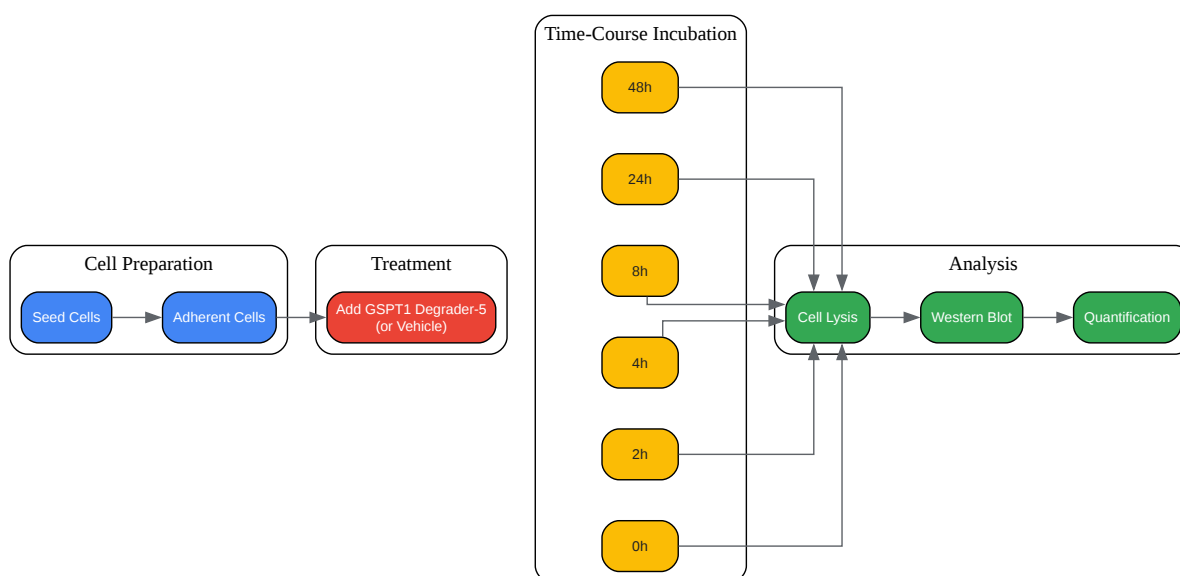 Cell Preparation
Seed Cells
Adherent Cells
Treatment
Add GSPT1 Degrader-5
(or Vehicle)
Time-Course Incubation
48h
24h
8h
4h
2h
0h
Analysis
Cell Lysis
Western Blot
Quantification